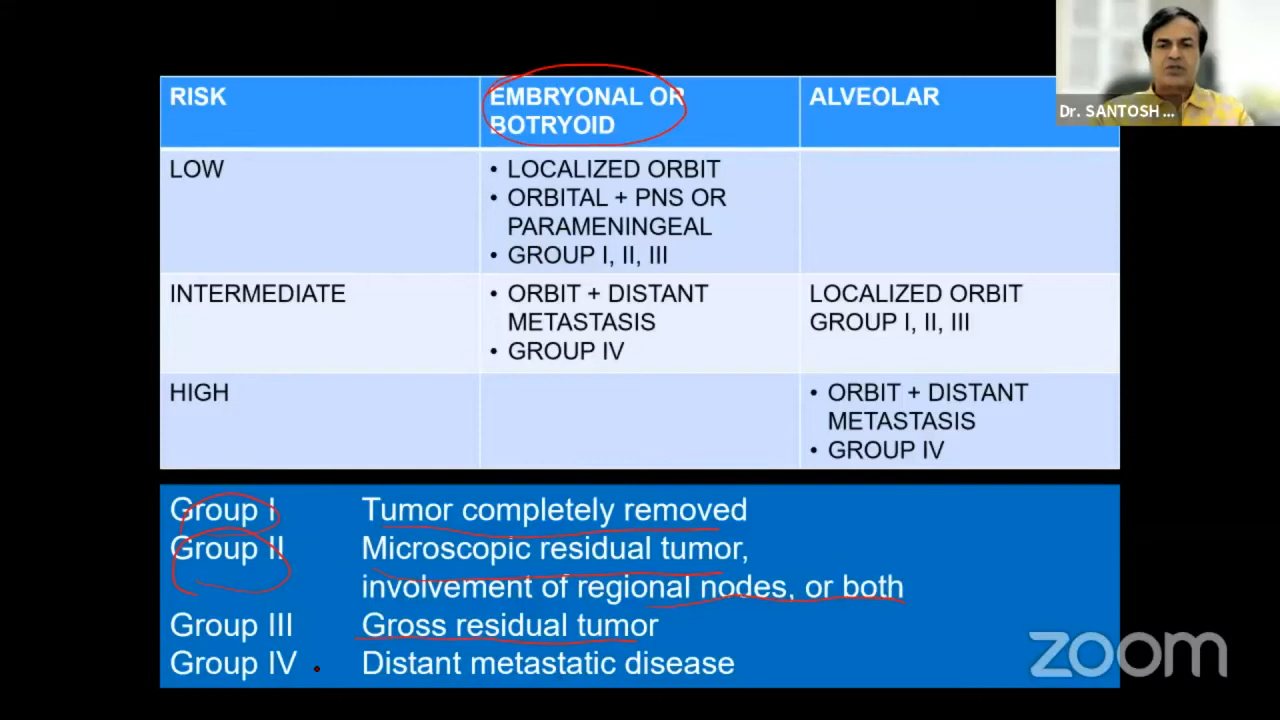 RISK
EMBRYONAL OR
BOTRYOID
ALVEOLAR
Dr. SANTOSH ...
LOW
• LOCALIZED ORBIT
• ORBITAL + PNS OR
PARAMENINGEAL
• GROUP I, II, III
INTERMEDIATE
• ORBIT + DISTANT
METASTASIS
• GROUP IV
LOCALIZED ORBIT
GROUP I, II, III
HIGH
• ORBIT + DISTANT
METASTASIS
• GROUP IV
Group I Tumor completely removed
Group II Microscopic residual tumor,
involvement of regional nodes, or both
Group III Gross residual tumor
Group IV Distant metastatic disease
zoom